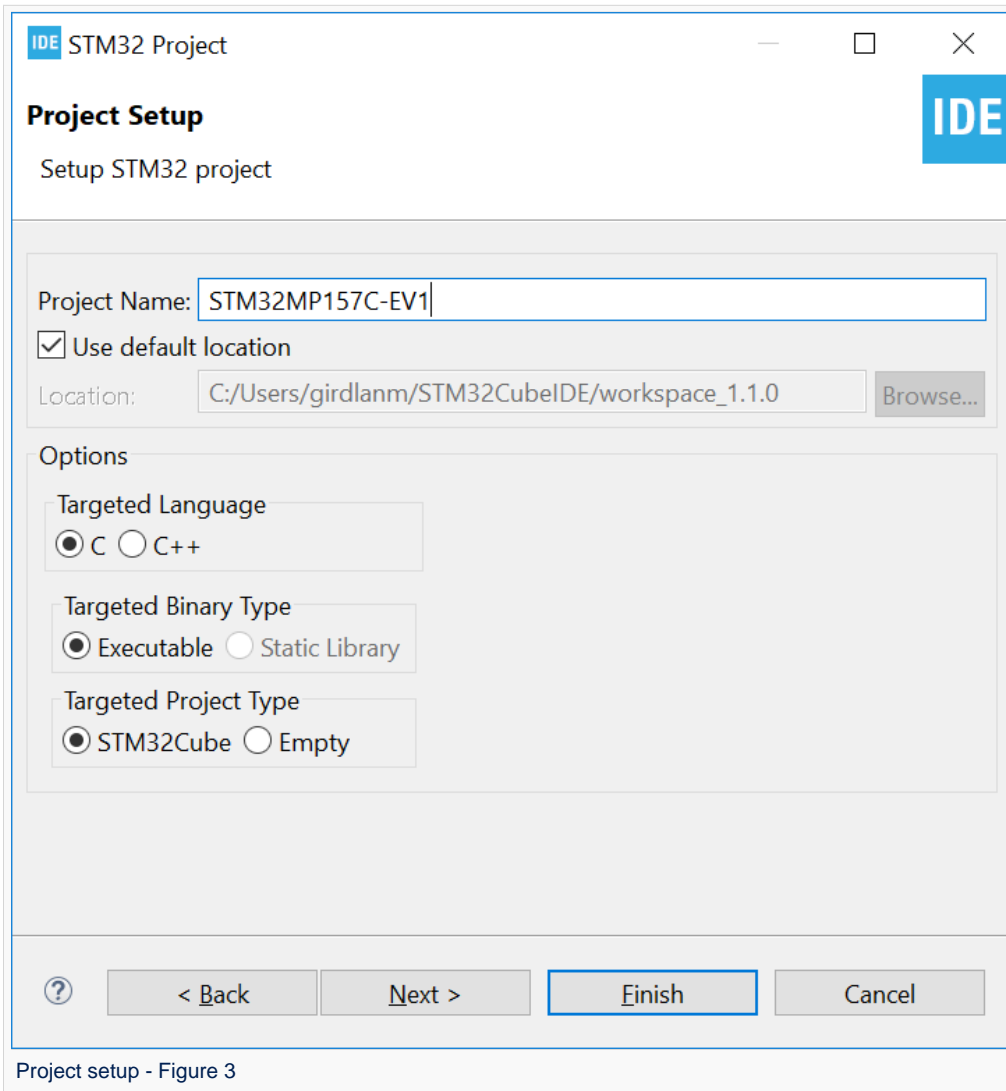 IDE STM32 Project
Project Setup
IDE
Setup STM32 project
Project Name: STM32MP157C-EV1
Use default location
Location: C:/Users/girdlanm/STM32CubeIDE/workspace_1.1.0 Browse...
Options
Targeted Language
C C++
Targeted Binary Type
Executable Static Library
Targeted Project Type
STM32Cube Empty
? < Back Next > Finish Cancel
Project setup - Figure 3